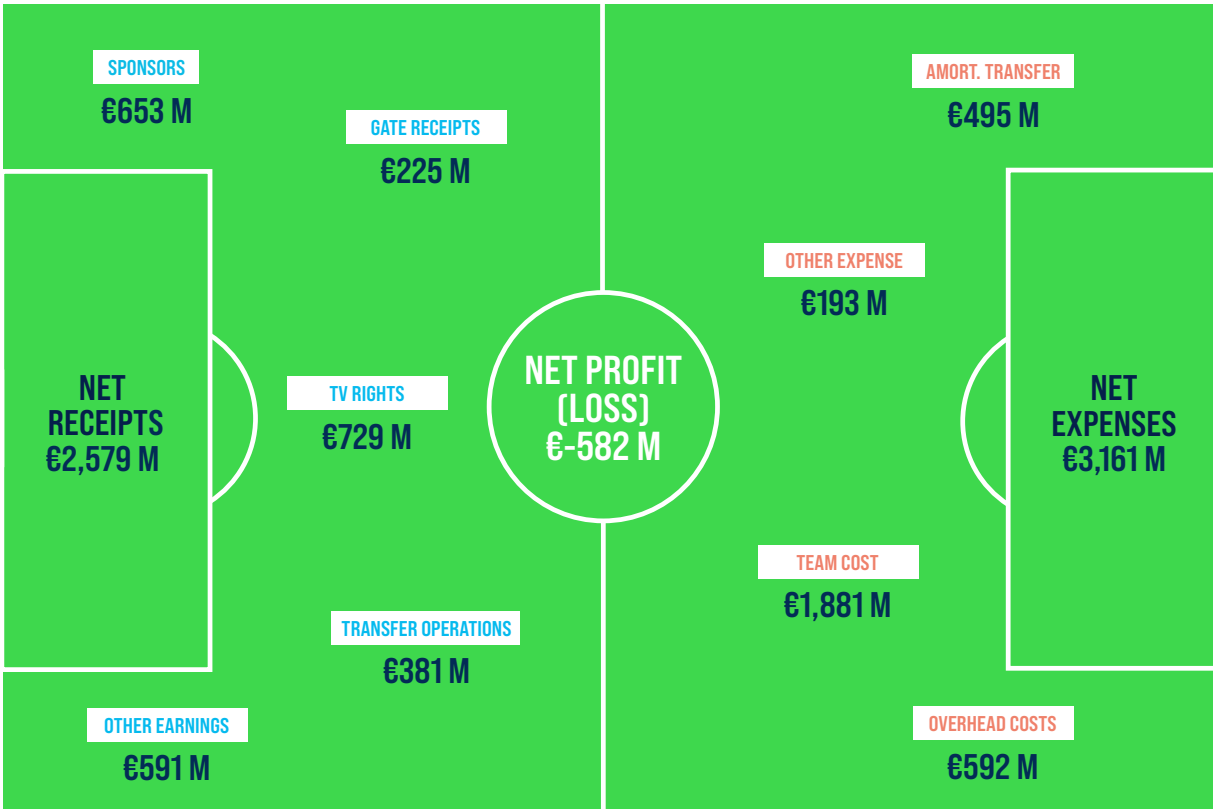 SPONSORS
€653 M
GATE RECEIPTS
€225 M
NET
RECEIPTS
€2,579 M
TV RIGHTS
€729 M
TRANSFER OPERATIONS
€381 M
OTHER EARNINGS
€591 M
NET PROFIT
(LOSS)
€-582 M
AMORT. TRANSFER
€495 M
OTHER EXPENSE
€193 M
NET
EXPENSES
€3,161 M
TEAM COST
€1,881 M
OVERHEAD COSTS
€592 M